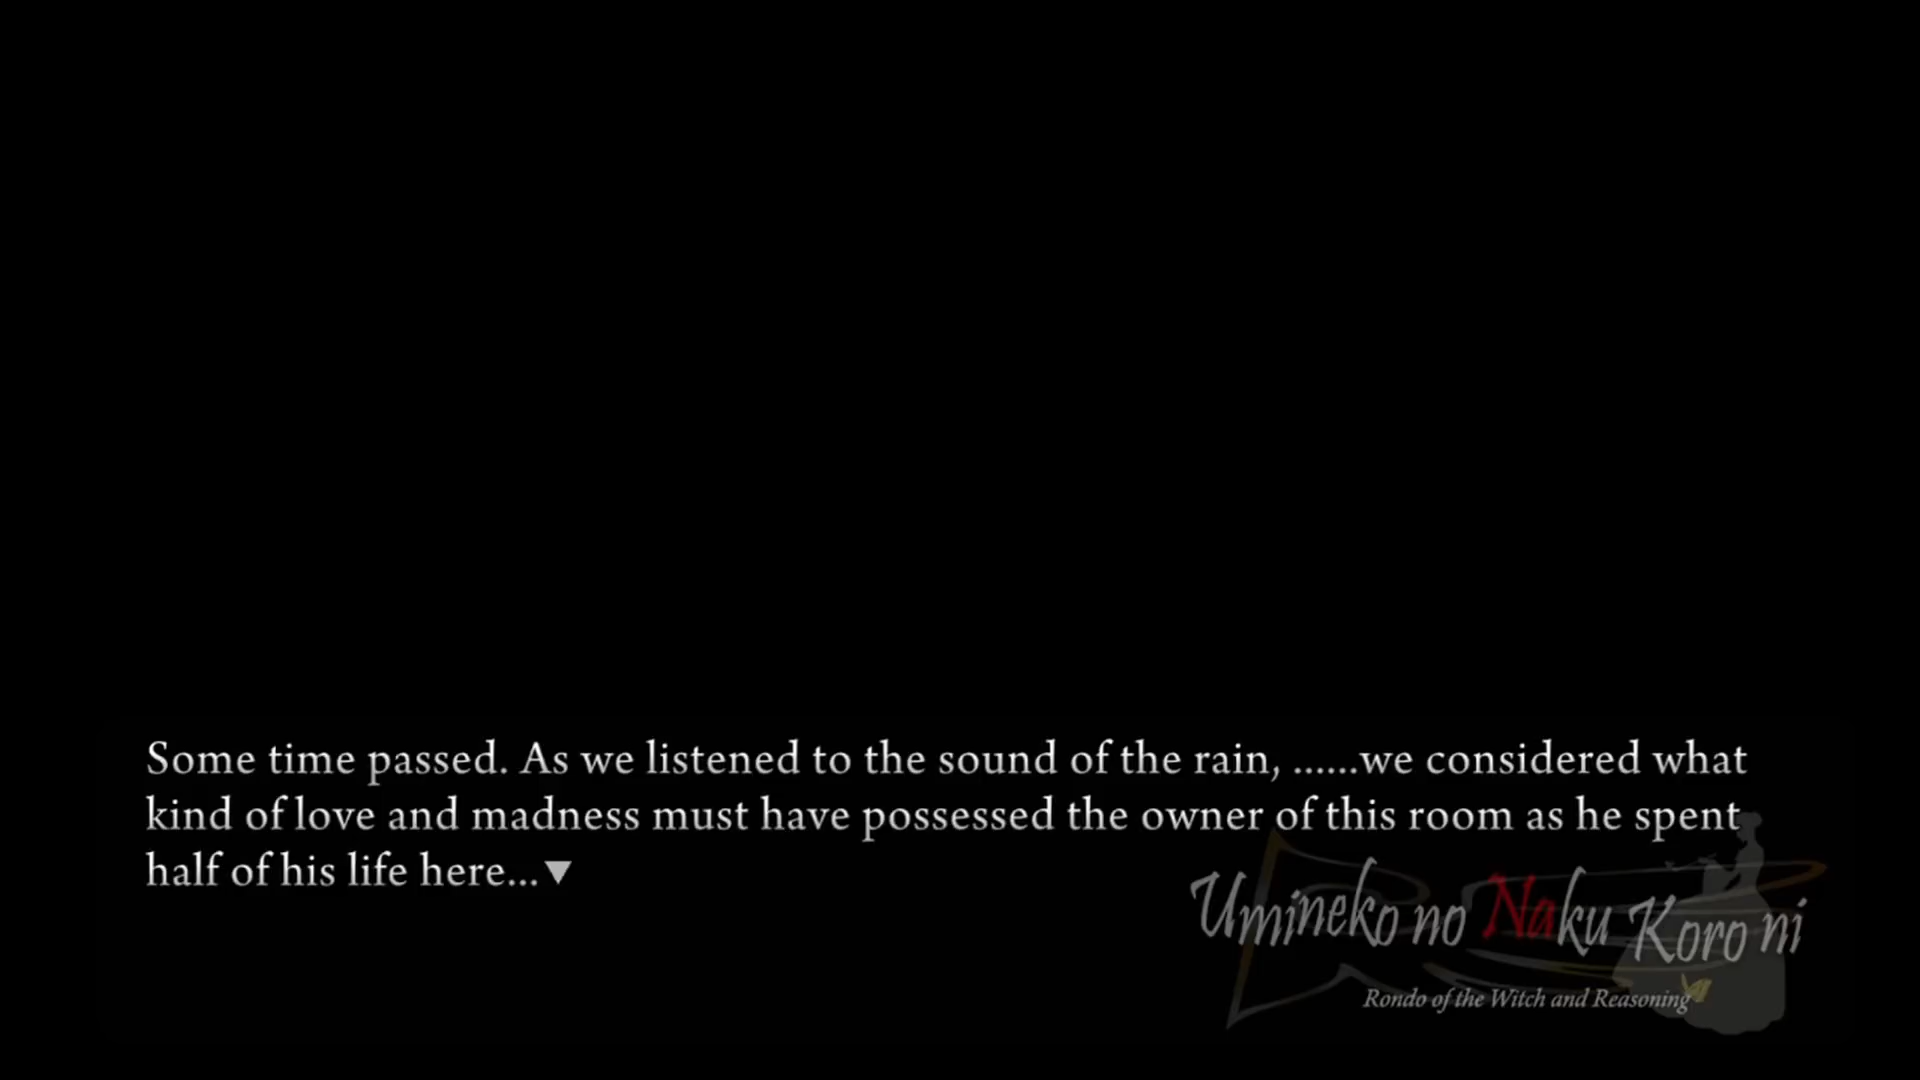 Some time passed. As we listened to the sound of the rain, ......we considered what
kind of love and madness must have possessed the owner of this room as he spent
half of his life here...▼
Umineko no Naku Koro ni
Rondo of the Witch and Reasoning